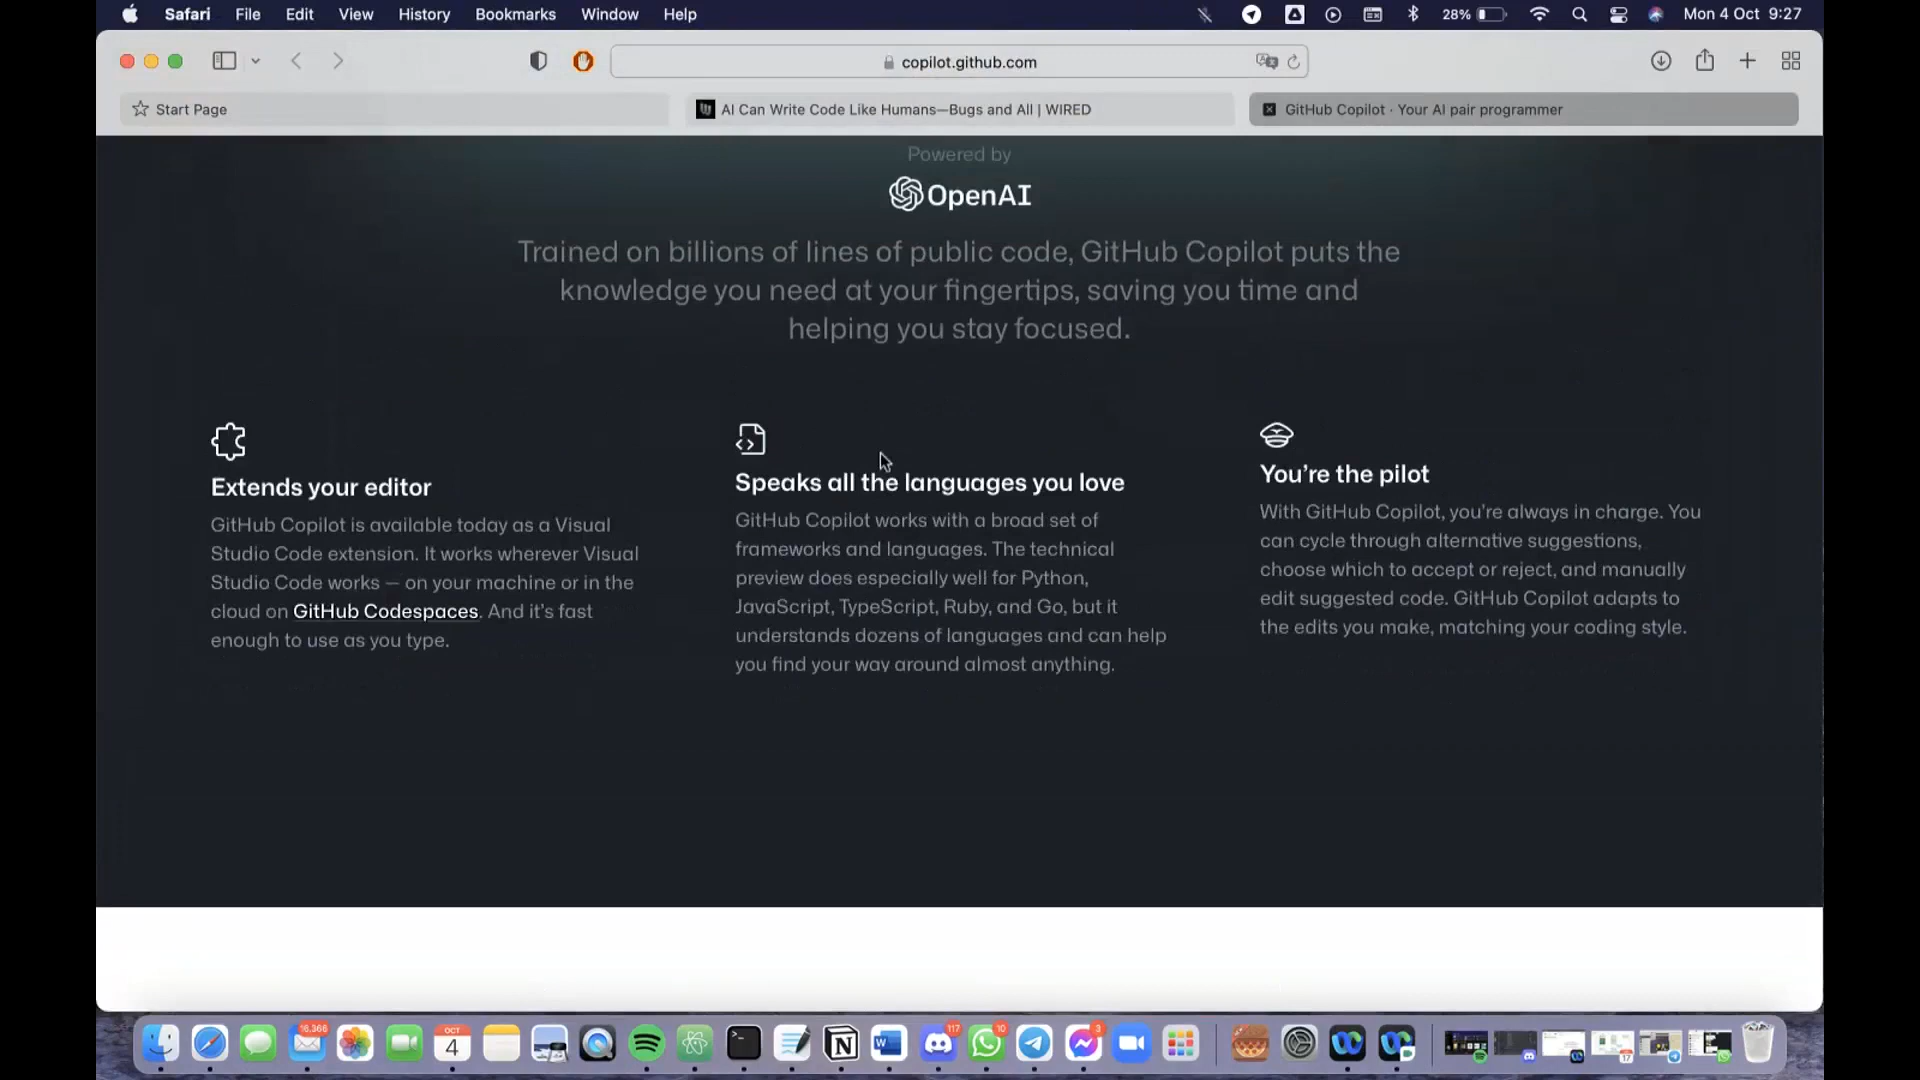 Safari File Edit View History Bookmarks Window Help 28% Mon 4 Oct 9:27
copilot.github.com
Start Page
AI Can Write Code Like Humans—Bugs and All | WIRED
GitHub Copilot · Your AI pair programmer
Powered by
OpenAI
Trained on billions of lines of public code, GitHub Copilot puts the
knowledge you need at your fingertips, saving you time and
helping you stay focused.
Extends your editor
GitHub Copilot is available today as a Visual
Studio Code extension. It works wherever Visual
Studio Code works — on your machine or in the
cloud on GitHub Codespaces. And it's fast
enough to use as you type.
Speaks all the languages you love
GitHub Copilot works with a broad set of
frameworks and languages. The technical
preview does especially well for Python,
JavaScript, TypeScript, Ruby, and Go, but it
understands dozens of languages and can help
you find your way around almost anything.
You're the pilot
With GitHub Copilot, you're always in charge. You
can cycle through alternative suggestions,
choose which to accept or reject, and manually
edit suggested code. GitHub Copilot adapts to
the edits you make, matching your coding style.
16,366
OCT
4
117
10
3